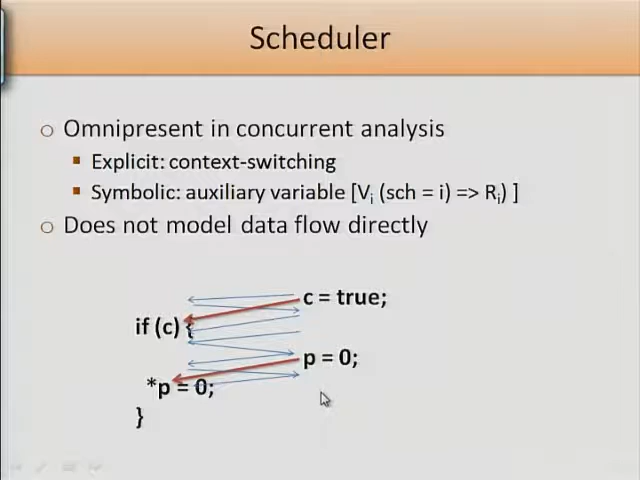 Scheduler
Omnipresent in concurrent analysis
Explicit: context-switching
Symbolic: auxiliary variable [Vi (sch = i) => Ri) ]
Does not model data flow directly
c = true;
if (c) {
p = 0;
*p = 0;
}